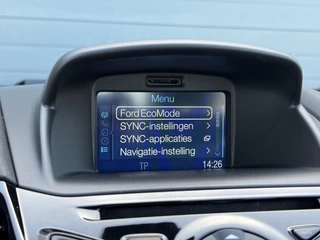 Menu
Ford EcoMode
SYNC-instellingen
SYNC-applicaties
Navigatie-instelling
TP 14:26